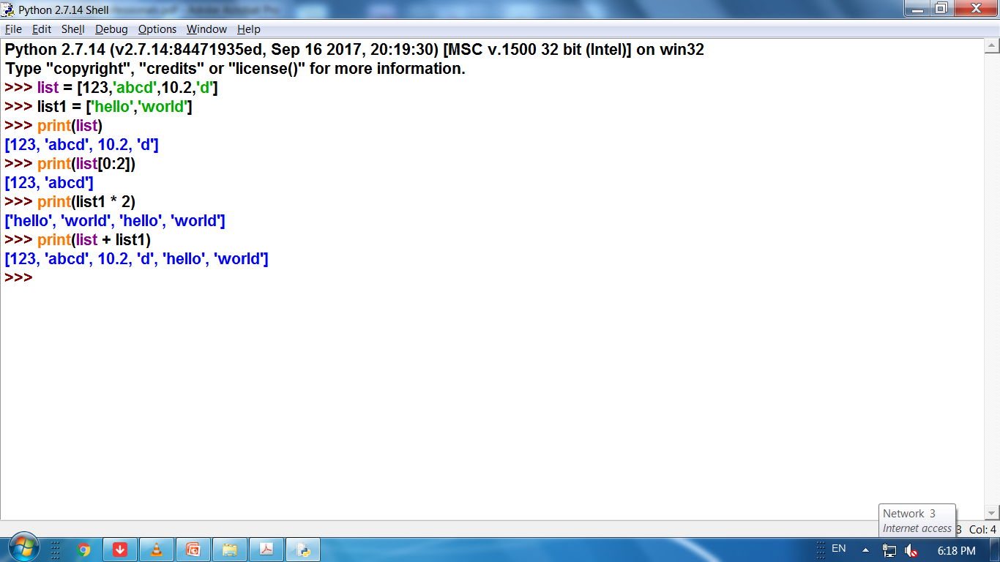 Python 2.7.14 Shell
File Edit Shell Debug Options Window Help
Python 2.7.14 (v2.7.14:84471935ed, Sep 16 2017, 20:19:30) [MSC v.1500 32 bit (Intel)] on win32
Type "copyright", "credits" or "license()" for more information.
>>> list = [123,'abcd',10.2,'d']
>>> list1 = ['hello','world']
>>> print(list)
[123, 'abcd', 10.2, 'd']
>>> print(list[0:2])
[123, 'abcd']
>>> print(list1 * 2)
['hello', 'world', 'hello', 'world']
>>> print(list + list1)
[123, 'abcd', 10.2, 'd', 'hello', 'world']
>>>
Network 3
Internet access
3 Col: 4
EN
6:18 PM